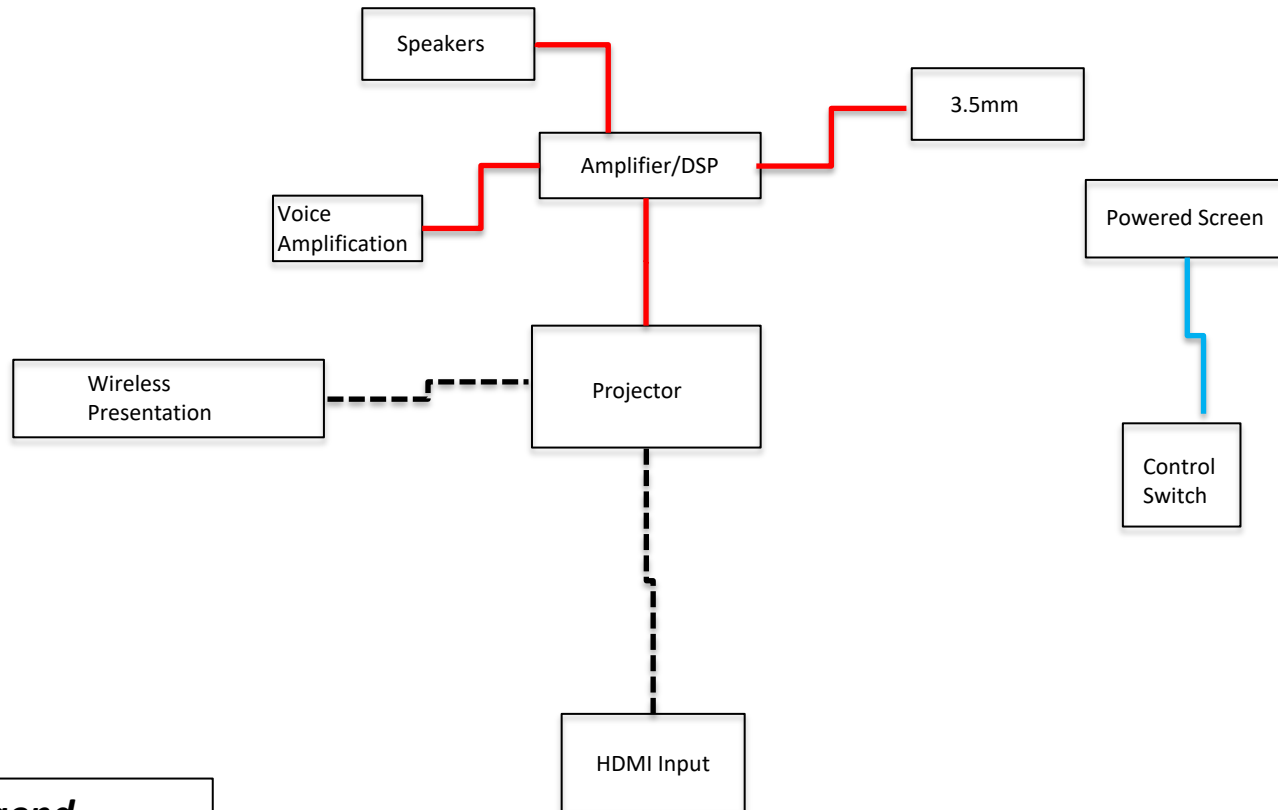 Speakers
3.5mm
Amplifier/DSP
Voice
Amplification
Powered Screen
Wireless
Presentation
Projector
Control
Switch
HDMI Input